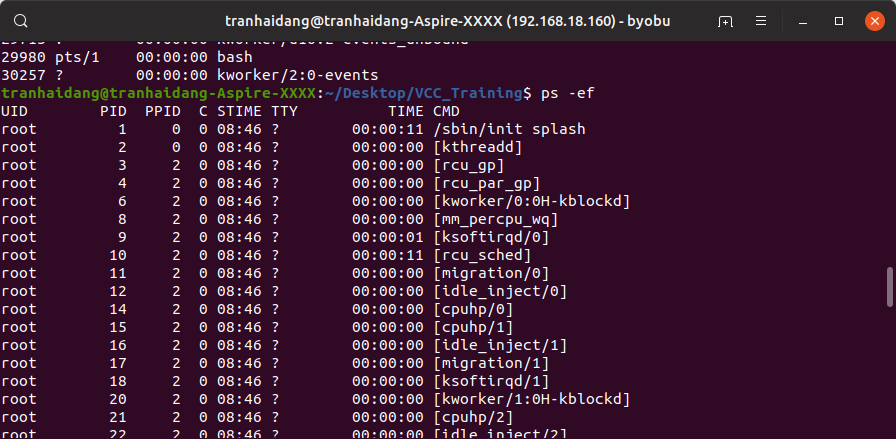 tranhaidang@tranhaidang-Aspire-XXXX (192.168.18.160) - byobu
29980 pts/1    00:00:00 bash
30257 ?        00:00:00 kworker/2:0-events
tranhaidang@tranhaidang-Aspire-XXXX:~/Desktop/VCC_Training$ ps -ef
UID          PID    PPID  C STIME TTY          TIME CMD
root           1       0  0 08:46 ?        00:00:11 /sbin/init splash
root           2       0  0 08:46 ?        00:00:00 [kthreadd]
root           3       2  0 08:46 ?        00:00:00 [rcu_gp]
root           4       2  0 08:46 ?        00:00:00 [rcu_par_gp]
root           6       2  0 08:46 ?        00:00:00 [kworker/0:0H-kblockd]
root           8       2  0 08:46 ?        00:00:00 [mm_percpu_wq]
root           9       2  0 08:46 ?        00:00:01 [ksoftirqd/0]
root          10       2  0 08:46 ?        00:00:11 [rcu_sched]
root          11       2  0 08:46 ?        00:00:00 [migration/0]
root          12       2  0 08:46 ?        00:00:00 [idle_inject/0]
root          14       2  0 08:46 ?        00:00:00 [cpuhp/0]
root          15       2  0 08:46 ?        00:00:00 [cpuhp/1]
root          16       2  0 08:46 ?        00:00:00 [idle_inject/1]
root          17       2  0 08:46 ?        00:00:00 [migration/1]
root          18       2  0 08:46 ?        00:00:00 [ksoftirqd/1]
root          20       2  0 08:46 ?        00:00:00 [kworker/1:0H-kblockd]
root          21       2  0 08:46 ?        00:00:00 [cpuhp/2]
root          22       2  0 08:46 ?        00:00:00 [idle_inject/2]